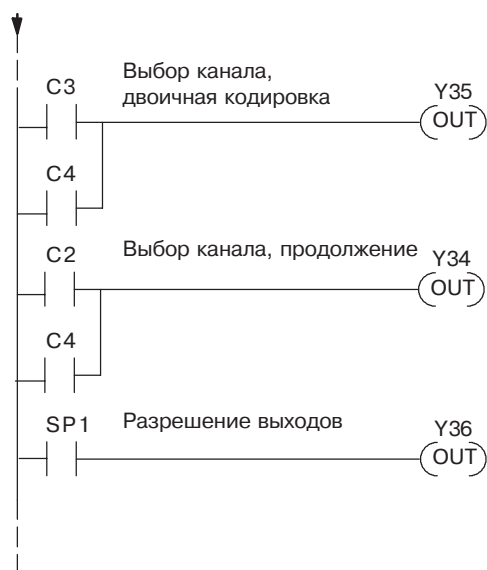 C3
Выбор канала,
двоичная кодировка
Y35
OUT
C4
C2
Выбор канала, продолжение
Y34
OUT
C4
SP1
Разрешение выходов
Y36
OUT